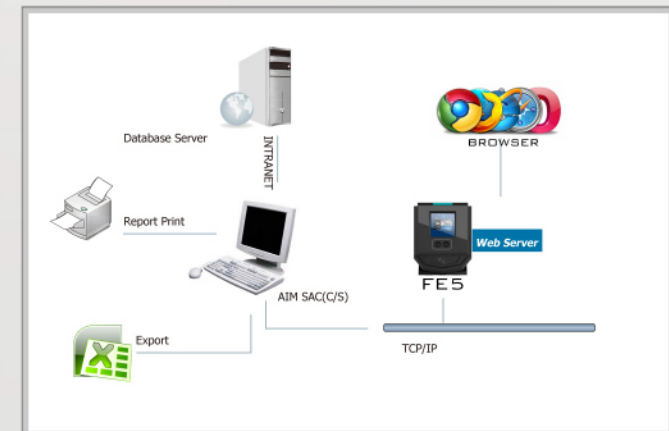 Database Server
INTRANET
BROWSER
Report Print
Web Server
FE5
AIM SAC(C/S)
Export
TCP/IP